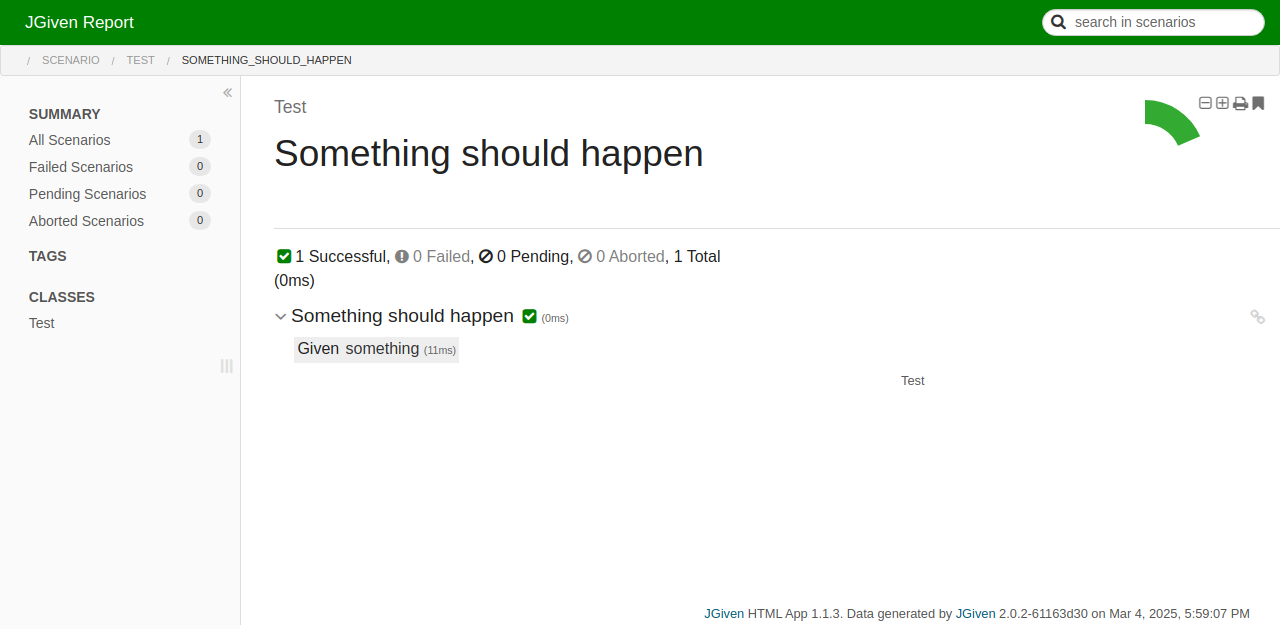 JGiven Report
search in scenarios
/ SCENARIO / TEST / SOMETHING_SHOULD_HAPPEN
SUMMARY
All Scenarios 1
Failed Scenarios 0
Pending Scenarios 0
Aborted Scenarios 0
TAGS
CLASSES
Test
Test
Something should happen
1 Successful, 0 Failed, 0 Pending, 0 Aborted, 1 Total
(0ms)
Something should happen (0ms)
Given something (11ms)
Test
JGiven HTML App 1.1.3. Data generated by JGiven 2.0.2-61163d30 on Mar 4, 2025, 5:59:07 PM